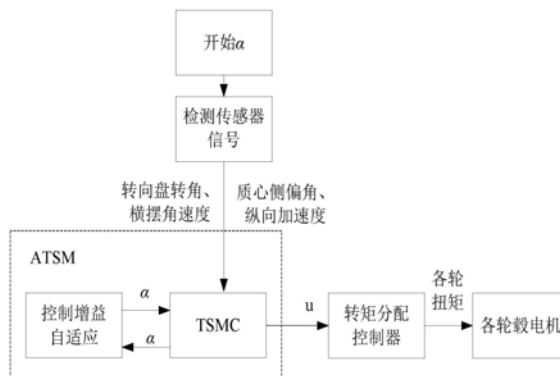 开始α
检测传感器
信号
转向盘转角、
横摆角速度
质心侧偏角、
纵向加速度
ATSM
控制增益
自适应
α
α
TSMC
u
转矩分配
控制器
各轮
扭矩
各轮毂电机